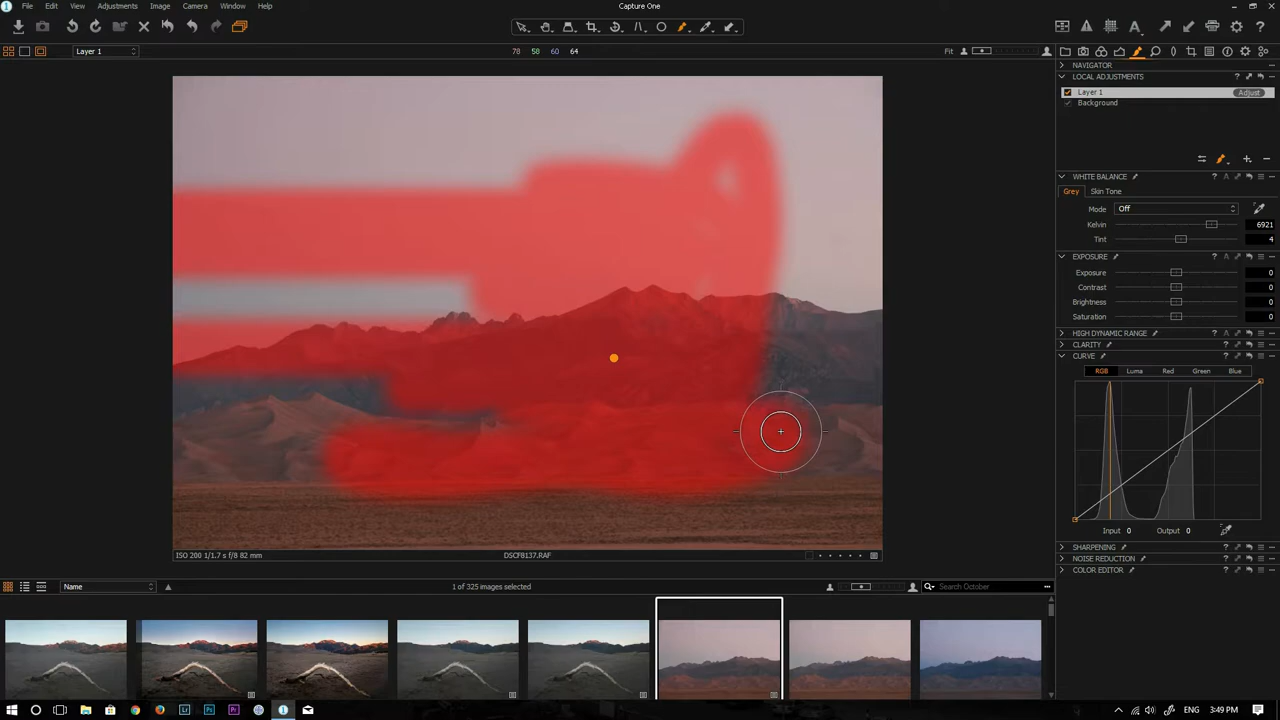 File Edit View Adjustments Image Camera Window Help
Capture One
Layer 1
78 58 60 64
Fit
NAVIGATOR
LOCAL ADJUSTMENTS
Layer 1 Adjust
Background
WHITE BALANCE
Grey Skin Tone
Mode Off
Kelvin 6921
Tint 4
EXPOSURE
Exposure 0
Contrast 0
Brightness 0
Saturation 0
HIGH DYNAMIC RANGE
CLARITY
CURVE
RGB Luma Red Green Blue
Input 0 Output 0
SHARPENING
NOISE REDUCTION
COLOR EDITOR
ISO 200 1/1.7 s f/8 82 mm
DSCF8137.RAF
Name
1 of 325 images selected
Search October
ENG 3:49 PM